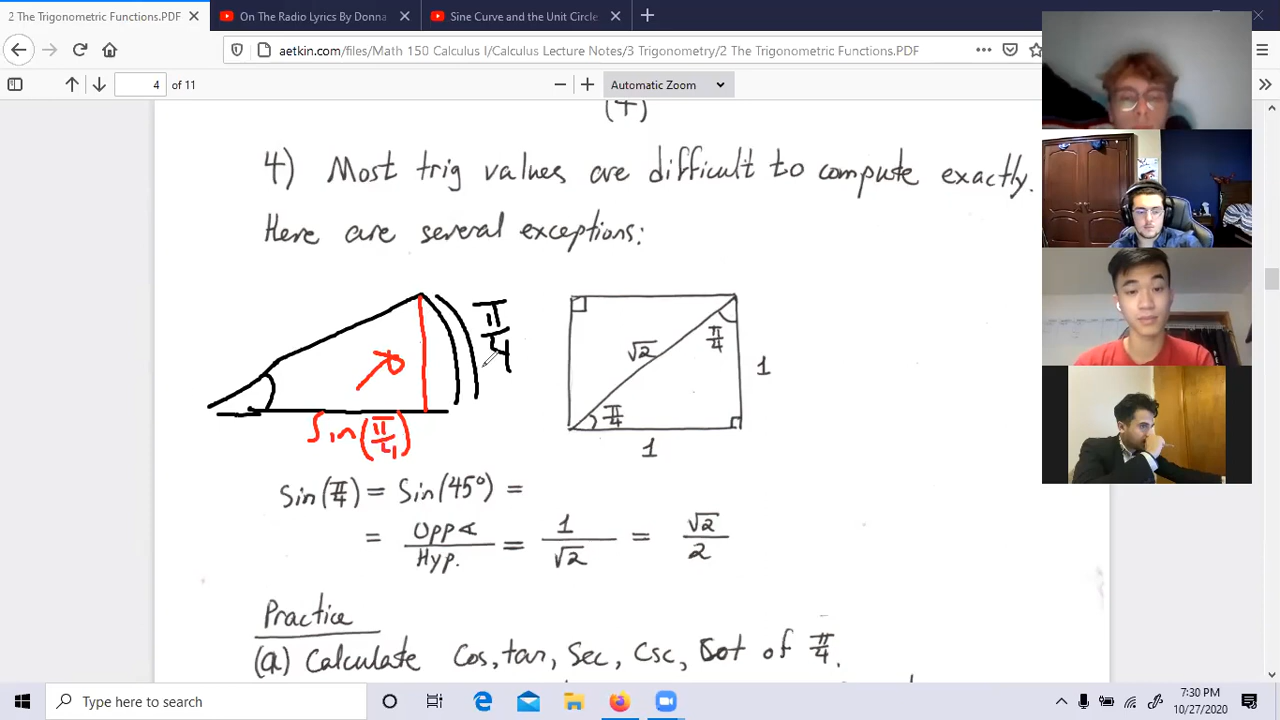 2 The Trigonometric Functions.PDF
On The Radio Lyrics By Donna
Sine Curve and the Unit Circle.
aetkin.com/files/Math 150 Calculus I/Calculus Lecture Notes/3 Trigonometry/2 The Trigonometric Functions.PDF
4 of 11
Automatic Zoom
4) Most trig values are difficult to compute exactly.
Here are several exceptions:
π/4
√2
π/4
1
π/4
1
Sin(π/4)
Sin(π/4) = Sin(45°) =
= Opp∢/Hyp. = 1/√2 = √2/2
Practice
(a) Calculate Cos, tan, Sec, Csc, Cot of π/4.
Type here to search
7:30 PM
10/27/2020